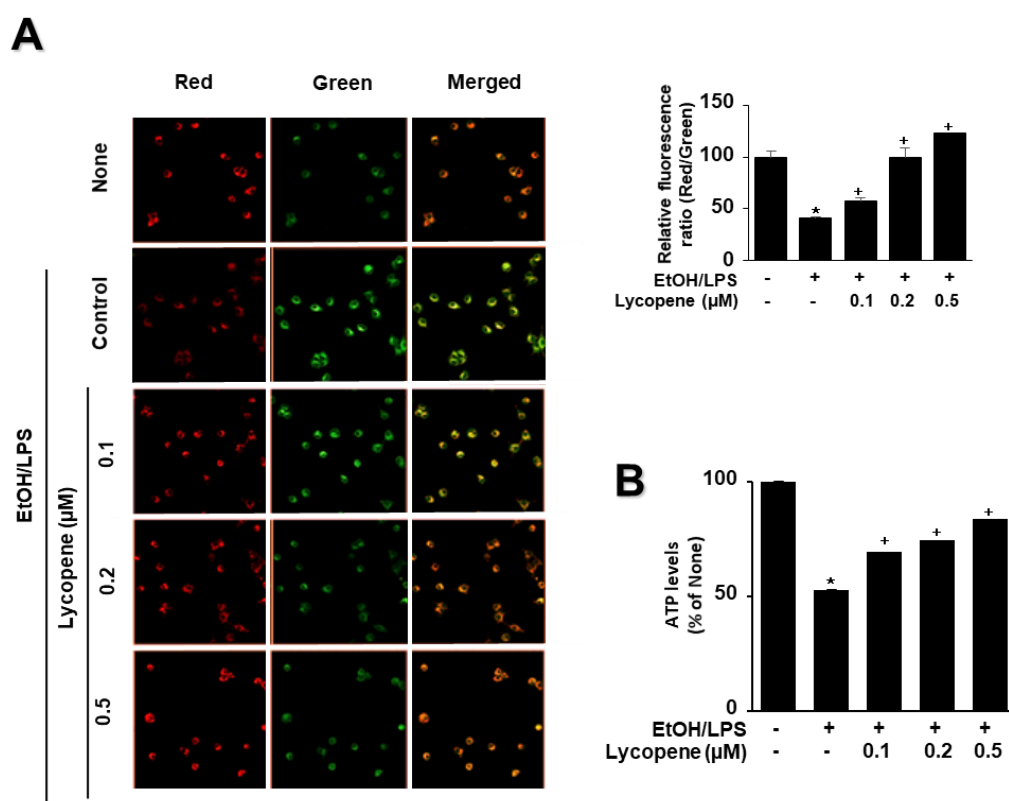 A
Red Green Merged
None
Control
0.1
0.2
0.5
EtOH/LPS
Lycopene (µM)
Relative fluorescence
ratio (Red/Green)
150
100
50
0
* + + +
EtOH/LPS - + + + +
Lycopene (µM) - - 0.1 0.2 0.5
B
ATP levels
(% of None)
100
50
0
* + + +
EtOH/LPS - + + + +
Lycopene (µM) - - 0.1 0.2 0.5